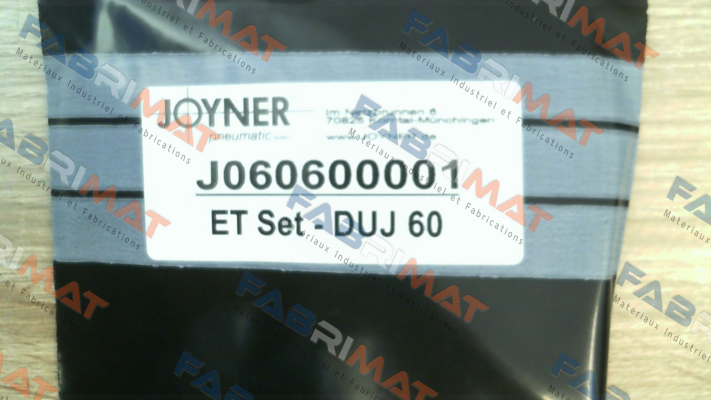 JOYNER
pneumatic
J060600001
ET Set - DUJ 60
FABRIMAT
Materiaux Industriel et Fabrications